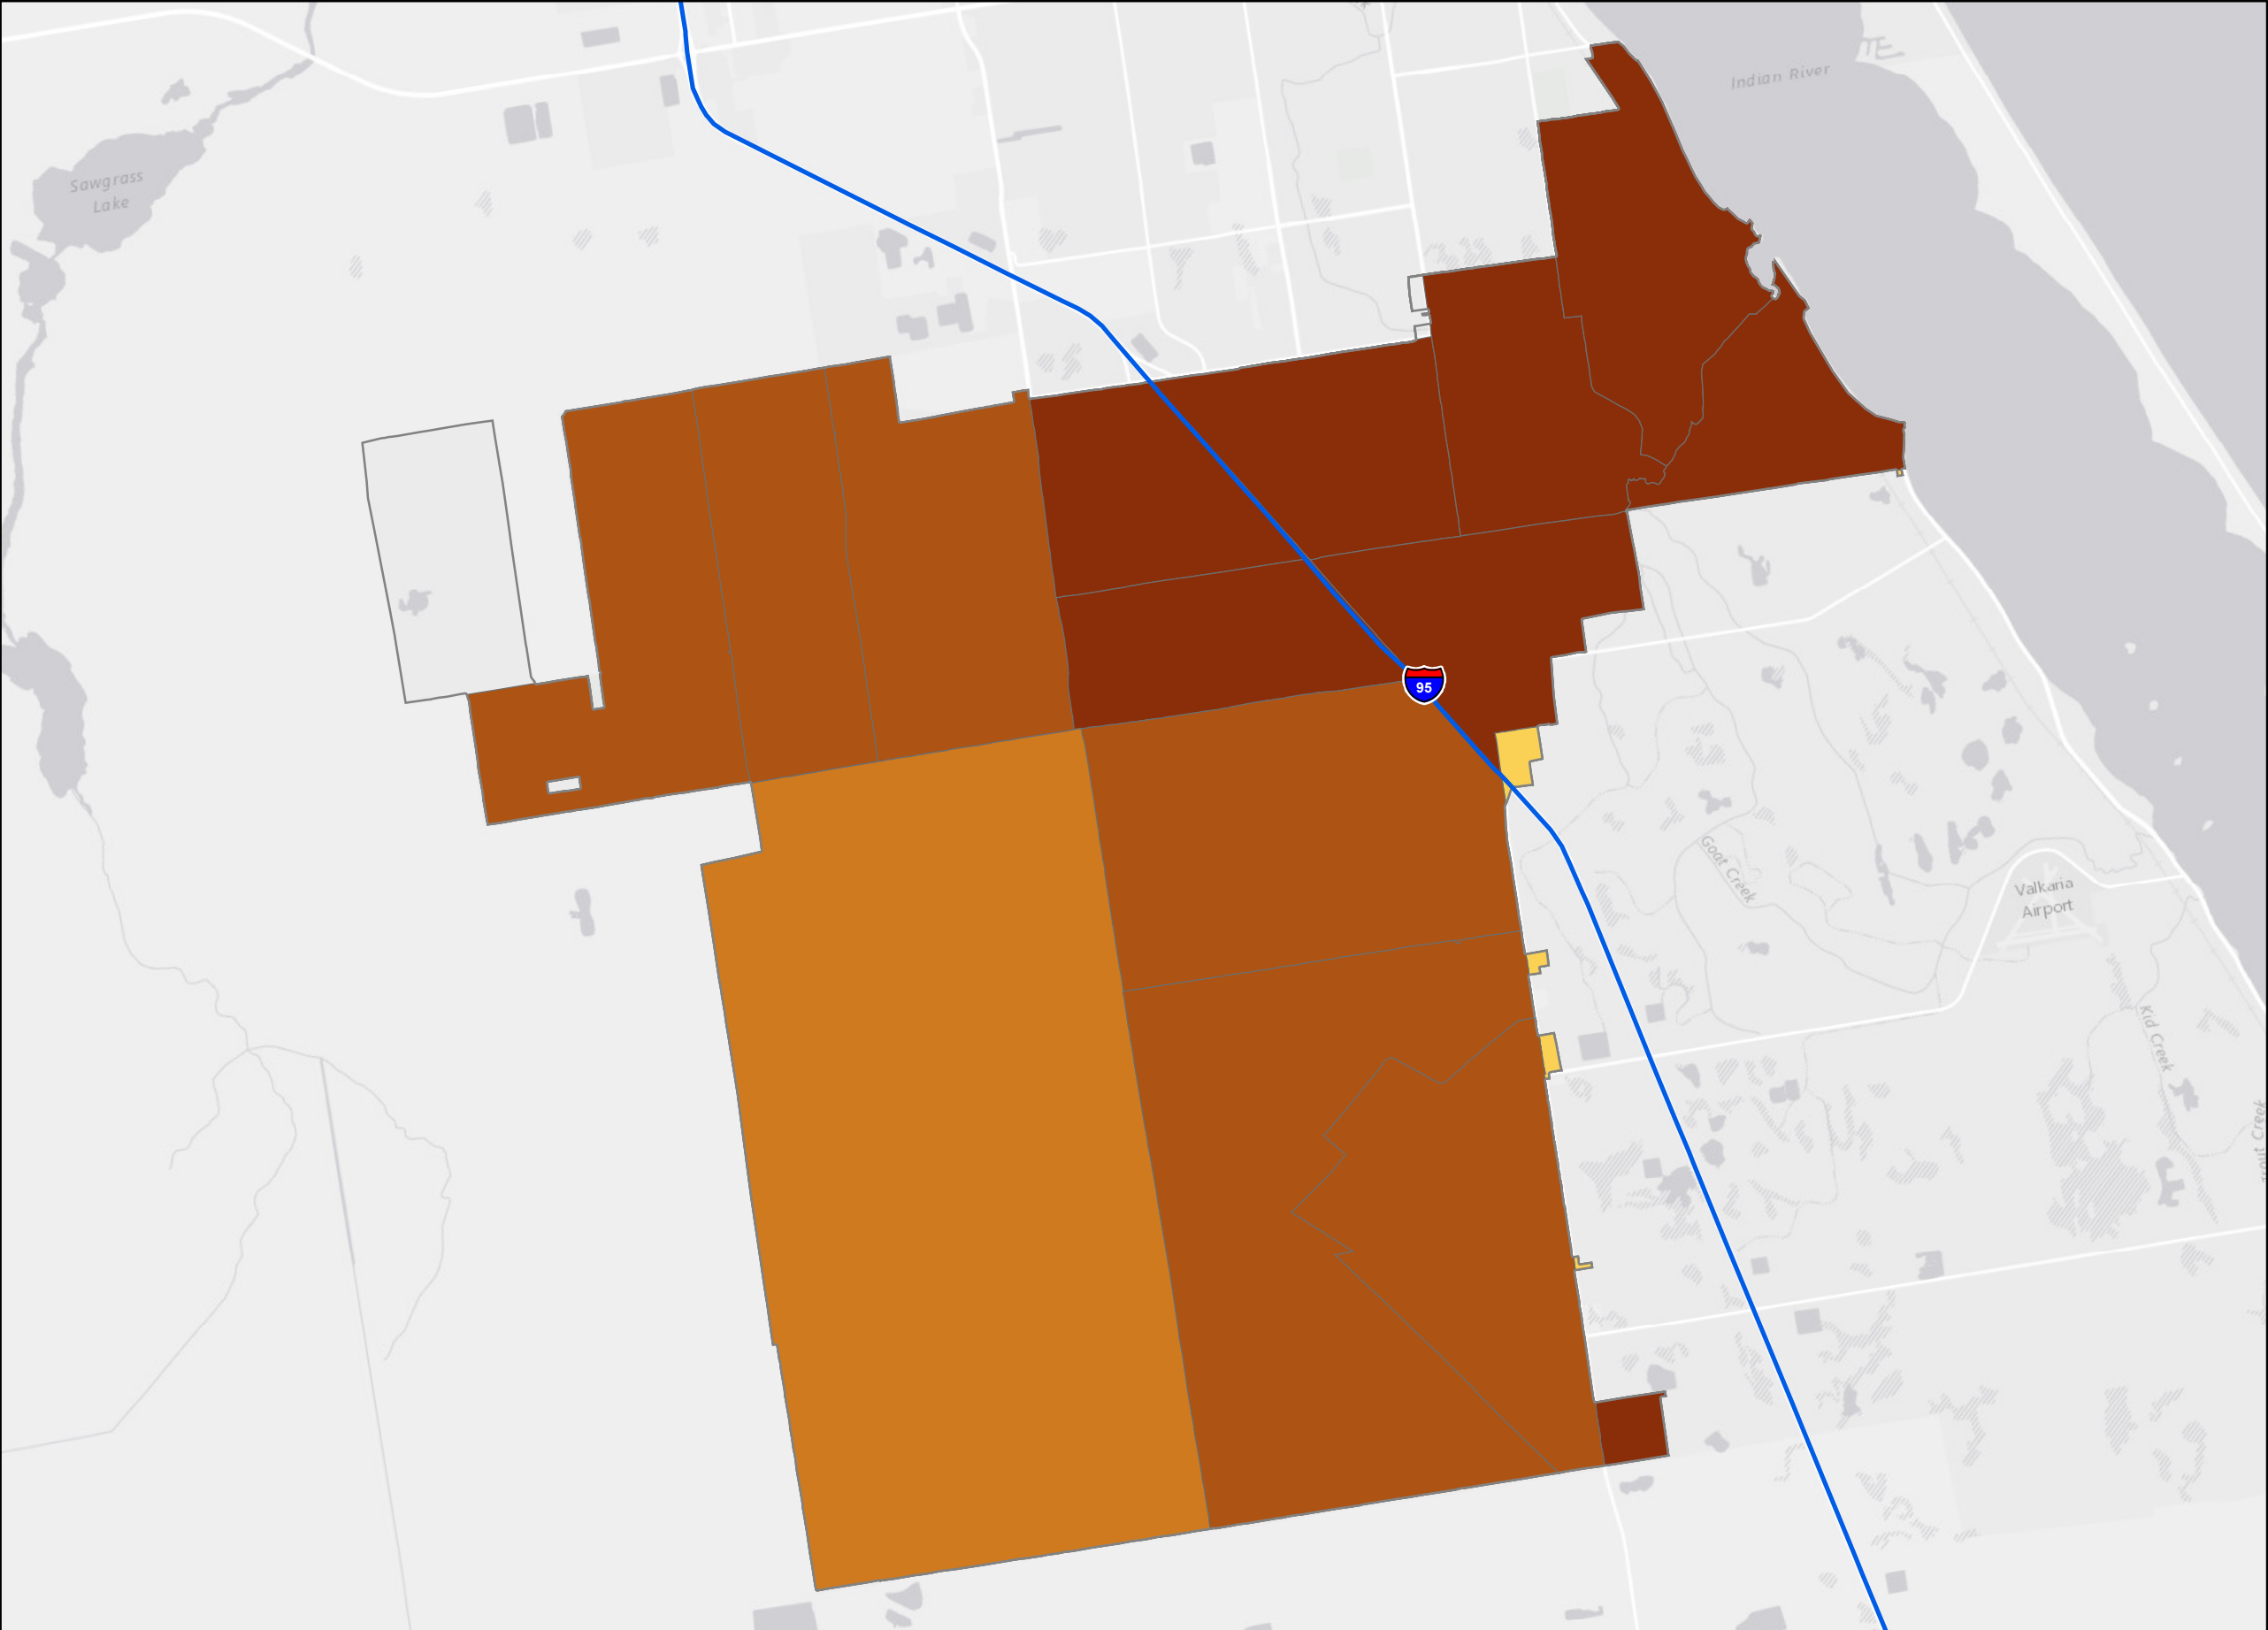 Indian River
Sawgrass
Lake
95
Goat Creek
Valkaria
Airport
Kid Creek